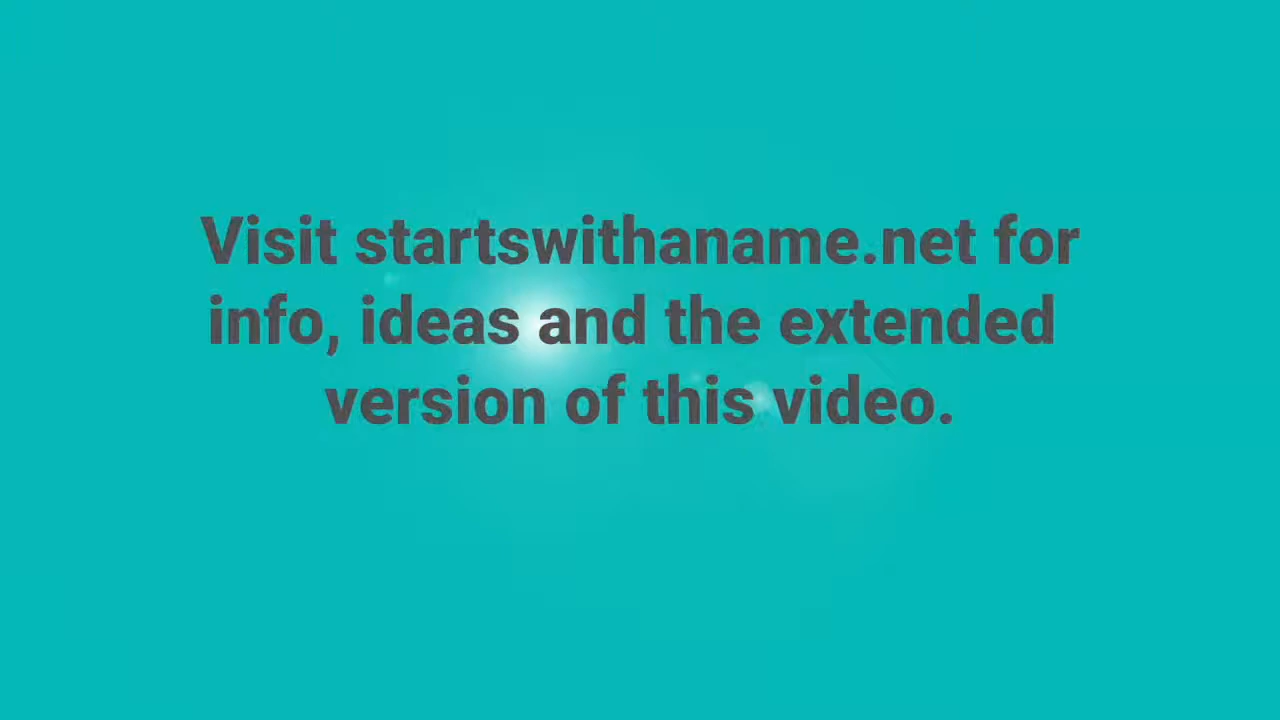 Visit startswithaname.net for
info, ideas and the extended
version of this video.